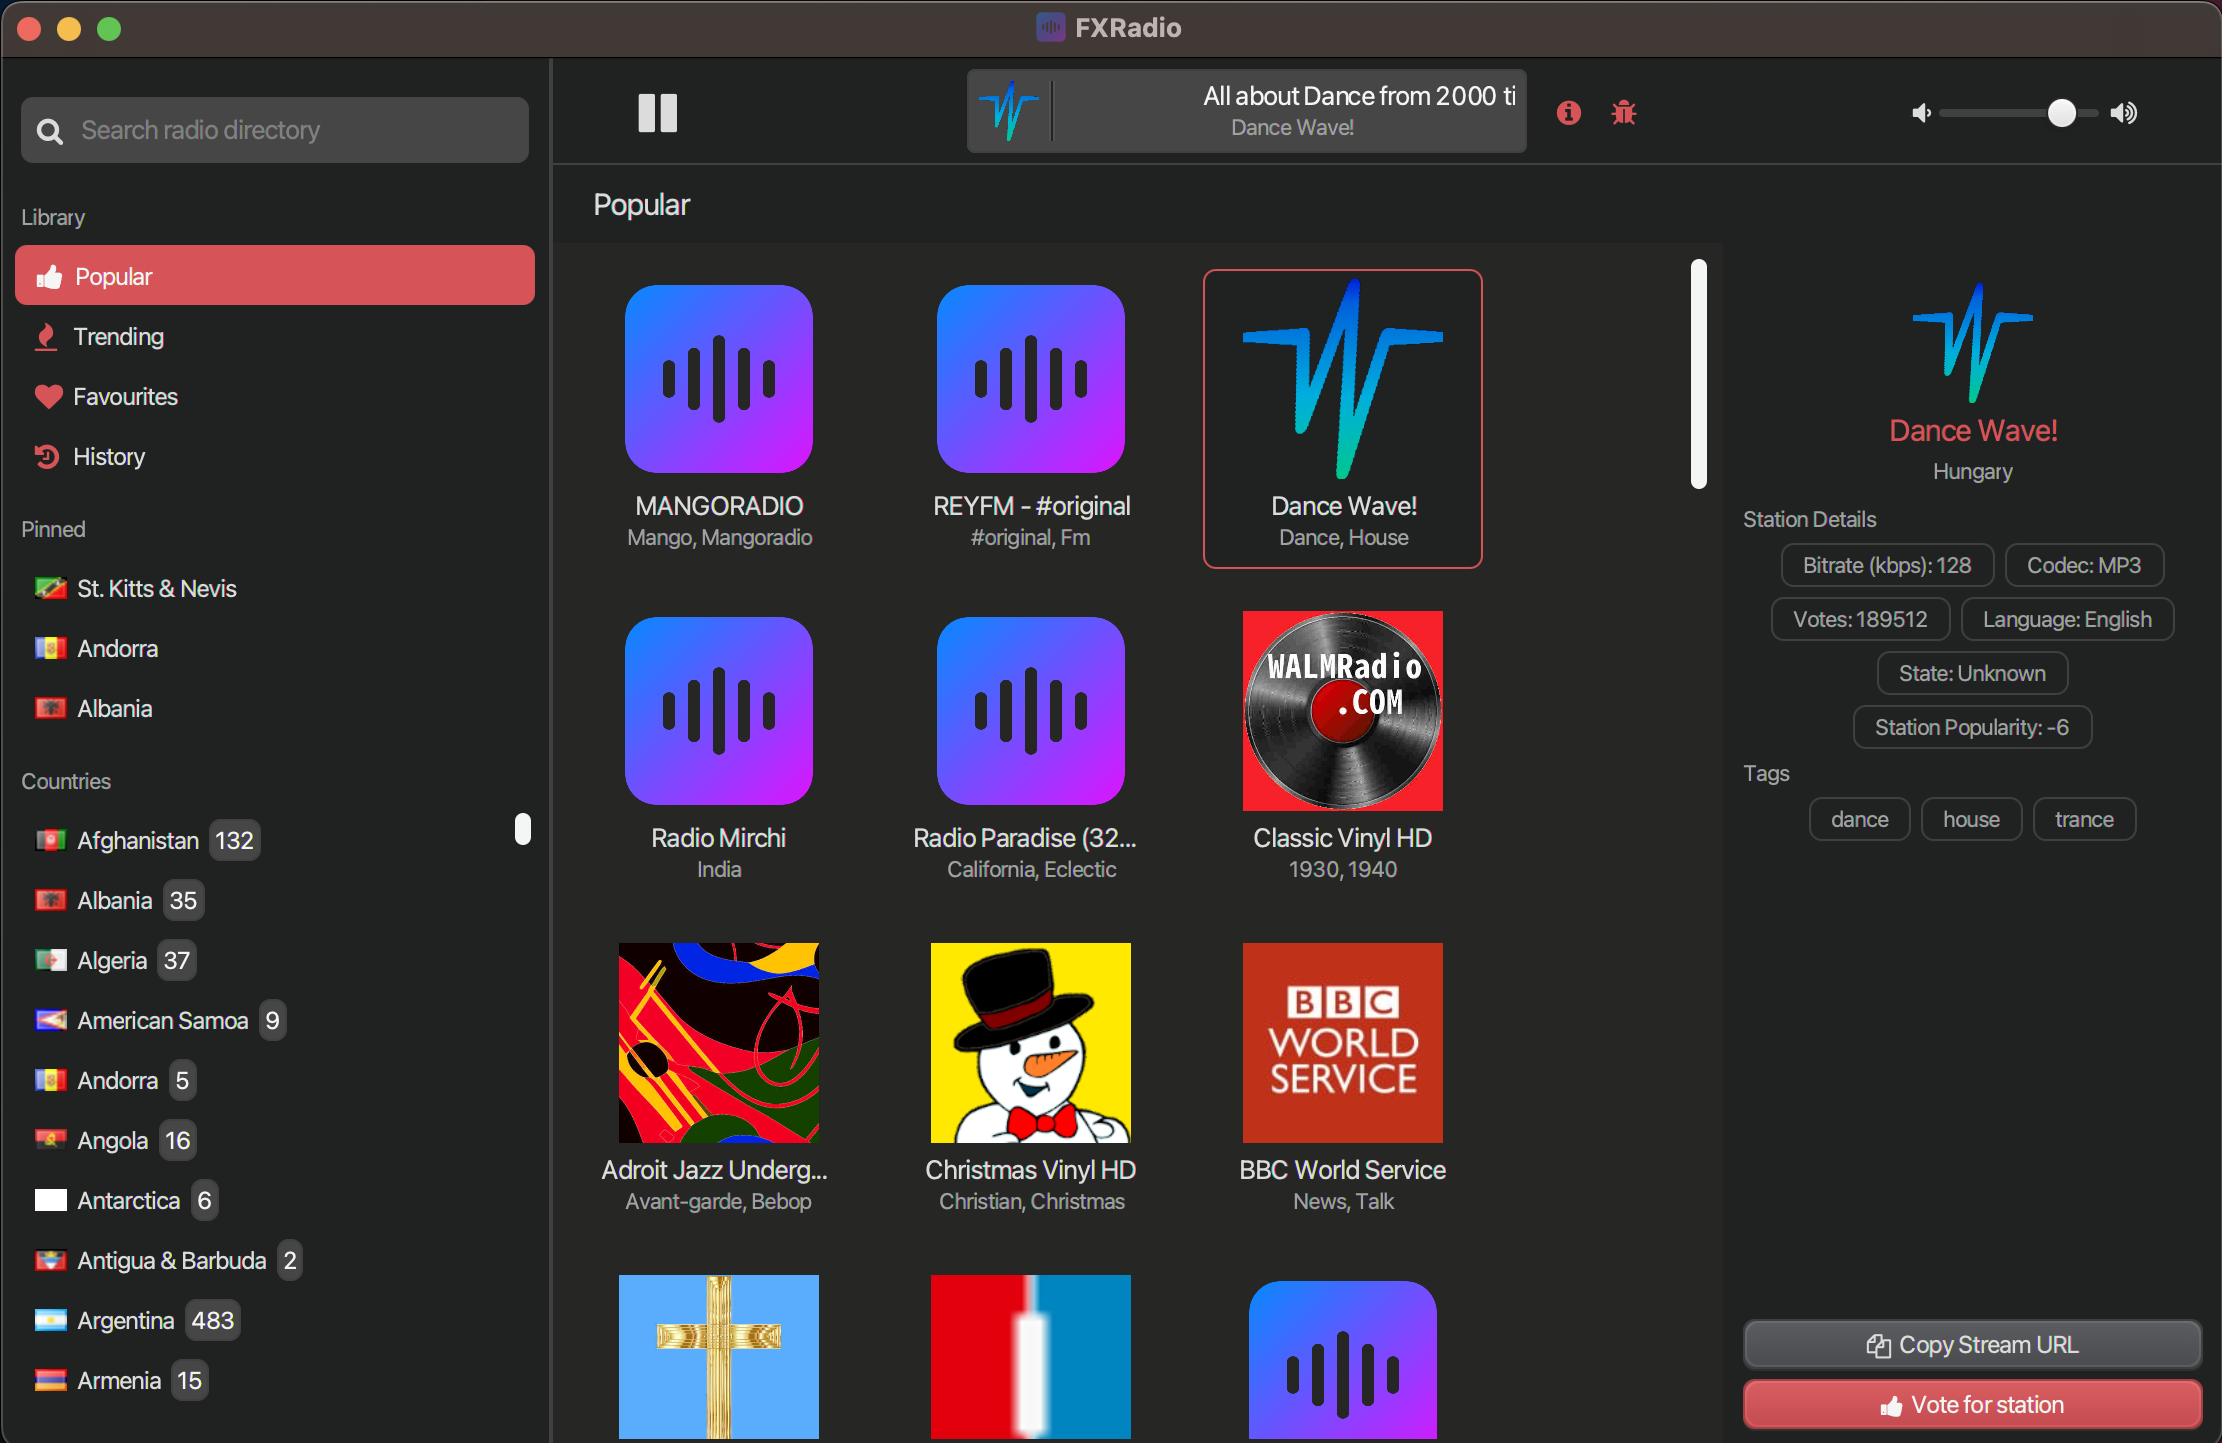 FXRadio
Search radio directory
Library
Popular
Trending
Favourites
History
Pinned
St. Kitts & Nevis
Andorra
Albania
Countries
Afghanistan 132
Albania 35
Algeria 37
American Samoa 9
Andorra 5
Angola 16
Antarctica 6
Antigua & Barbuda 2
Argentina 483
Armenia 15
All about Dance from 2000 ti
Dance Wave!
Popular
MANGORADIO
Mango, Mangoradio
REYFM - #original
#original, Fm
Dance Wave!
Dance, House
Radio Mirchi
India
Radio Paradise (32...
California, Eclectic
WALMRadio
.COM
Classic Vinyl HD
1930, 1940
Adroit Jazz Underg...
Avant-garde, Bebop
Christmas Vinyl HD
Christian, Christmas
BBC
WORLD
SERVICE
BBC World Service
News, Talk
Dance Wave!
Hungary
Station Details
Bitrate (kbps): 128
Codec: MP3
Votes: 189512
Language: English
State: Unknown
Station Popularity: -6
Tags
dance
house
trance
Copy Stream URL
Vote for station